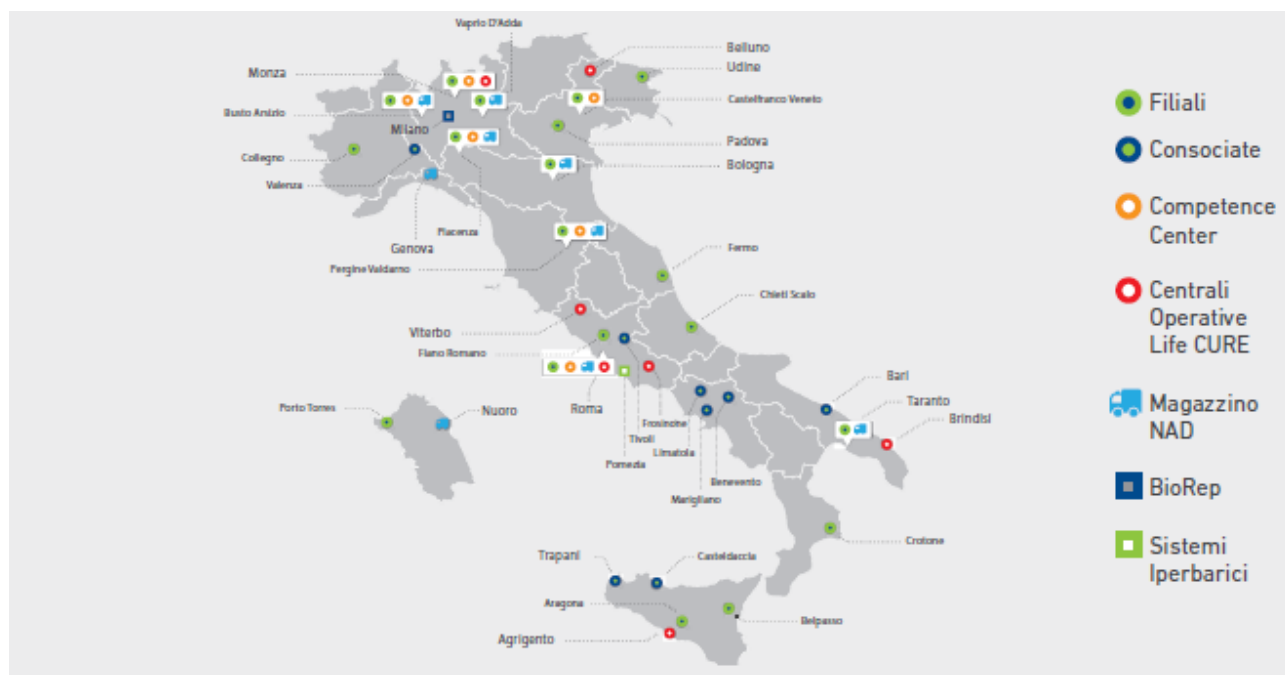 Vaprio D'Adda
Belluno
Udine
Monza
Castelfranco Veneto
Busto Arsizio
Milano
Padova
Collegno
Bologna
Valenza
Piacenza
Genova
Pergine Valdarno
Fermo
Chieti Scalo
Viterbo
Fiano Romano
Bari
Taranto
Porto Torres
Nuoro
Roma
Brindisi
Frosinone
Tivoli
Limatola
Pomezia
Benevento
Marigliano
Crotone
Trapani
Casteldaccia
Aragona
Belpasso
Agrigento
Filiali
Consociate
Competence
Center
Centrali
Operative
Life CURE
Magazzino
NAD
BioRep
Sistemi
Iperbarici